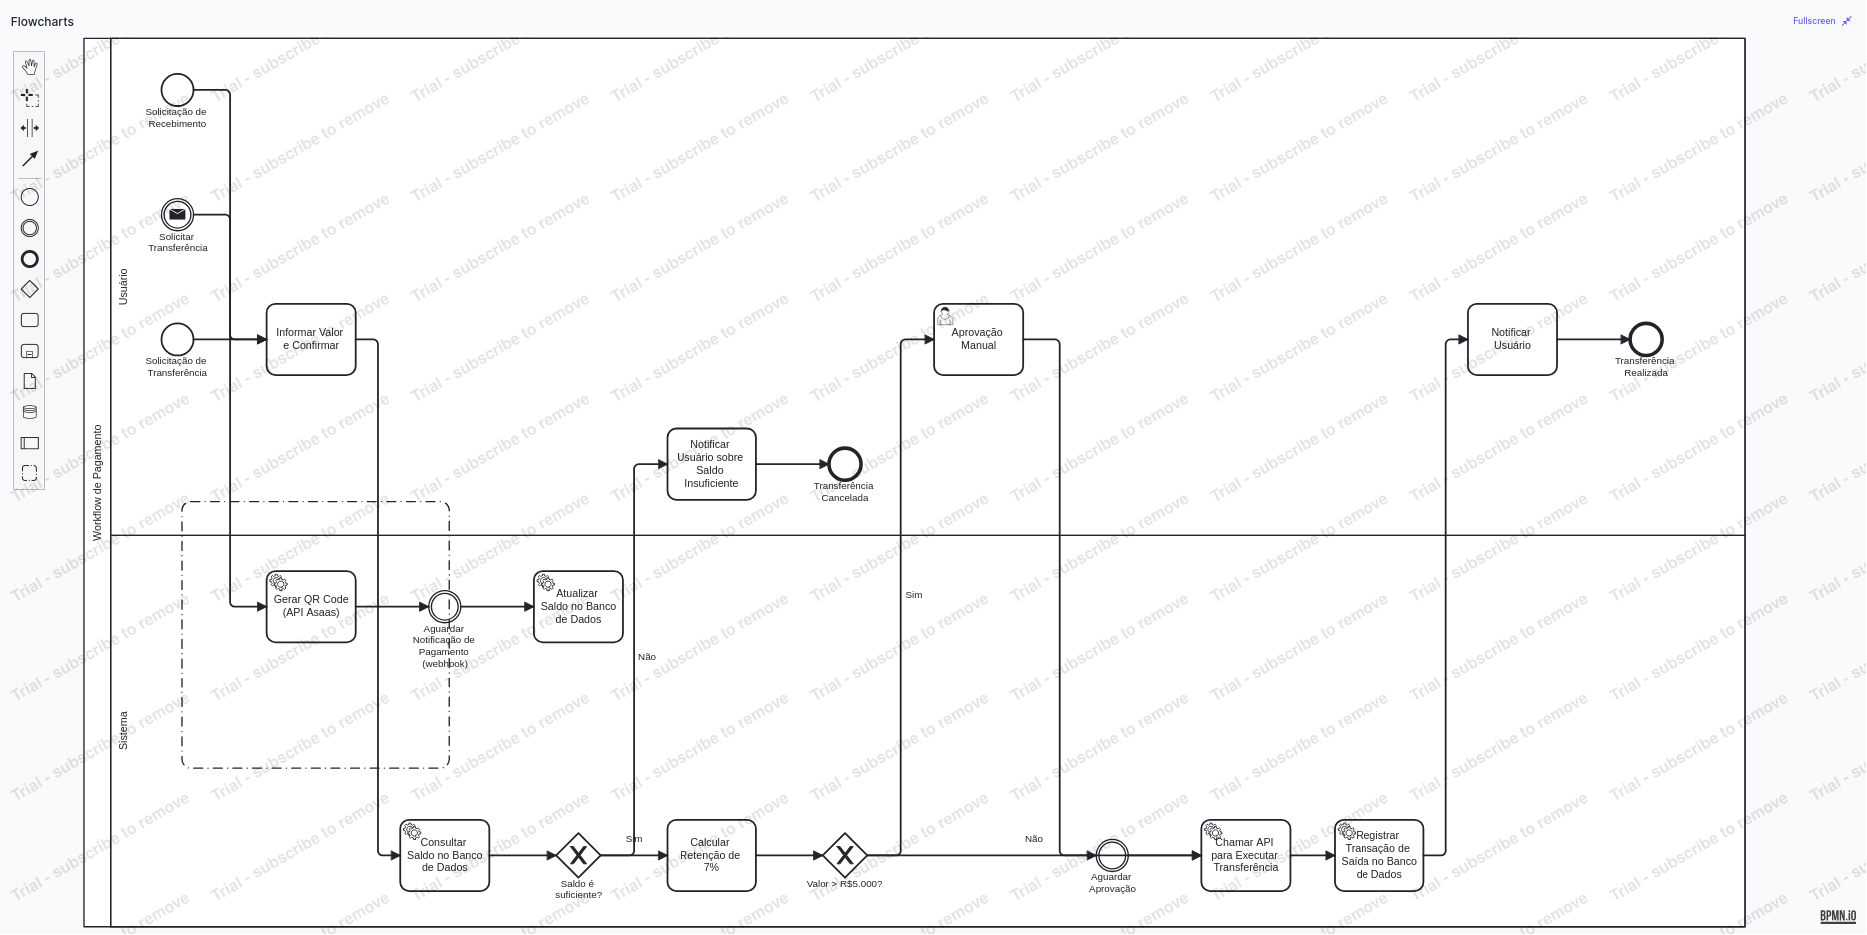 Flowcharts
Fullscreen
Trial - subscribe to remove
Workflow de Pagamento
Usuário
Sistema
Solicitação de
Recebimento
Solicitar
Transferência
Solicitação de
Transferência
Informar Valor
e Confirmar
Notificar
Usuário sobre
Saldo
Insuficiente
Transferência
Cancelada
Aprovação
Manual
Notificar
Usuário
Transferência
Realizada
Gerar QR Code
(API Asaas)
Aguardar
Notificação de
Pagamento
(webhook)
Atualizar
Saldo no Banco
de Dados
Não
Sim
Consultar
Saldo no Banco
de Dados
Saldo é
suficiente?
Sim
Calcular
Retenção de
7%
Valor > R$5.000?
Não
Aguardar
Aprovação
Chamar API
para Executar
Transferência
Registrar
Transação de
Saída no Banco
de Dados
BPMN.iO